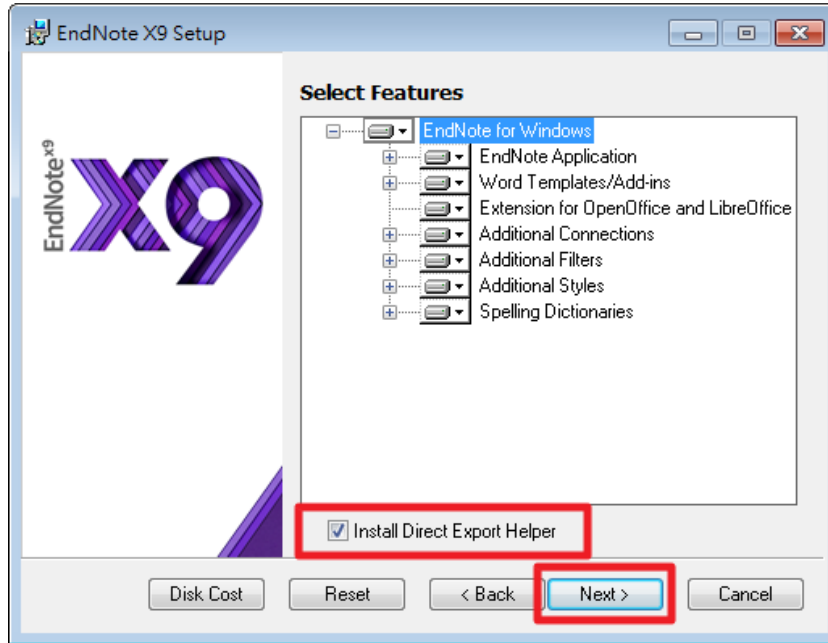 EndNote X9 Setup
EndNote x9
X9
Select Features
EndNote for Windows
EndNote Application
Word Templates/Add-ins
Extension for OpenOffice and LibreOffice
Additional Connections
Additional Filters
Additional Styles
Spelling Dictionaries
Install Direct Export Helper
Disk Cost
Reset
< Back
Next >
Cancel